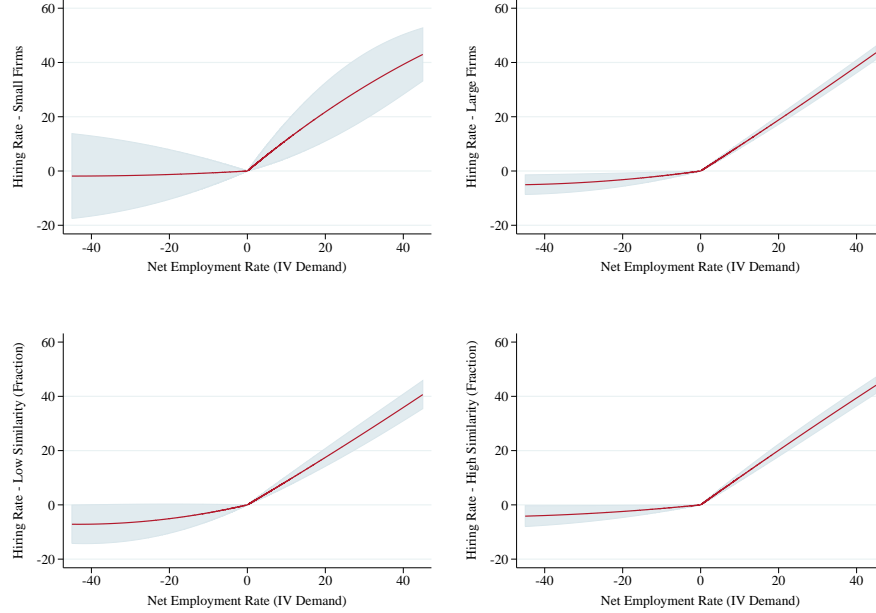 60
40
20
0
-20
Hiring Rate - Small Firms
-40 -20 0 20 40
Net Employment Rate (IV Demand)
60
40
20
0
-20
Hiring Rate - Large Firms
-40 -20 0 20 40
Net Employment Rate (IV Demand)
60
40
20
0
-20
Hiring Rate - Low Similarity (Fraction)
-40 -20 0 20 40
Net Employment Rate (IV Demand)
60
40
20
0
-20
Hiring Rate - High Similarity (Fraction)
-40 -20 0 20 40
Net Employment Rate (IV Demand)